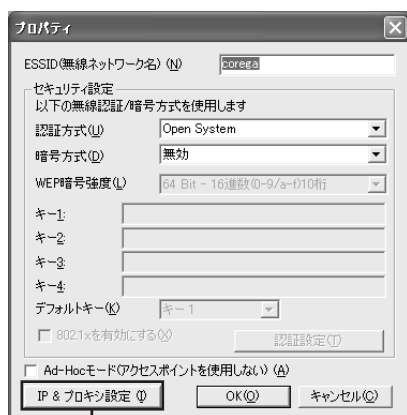 プロパティ
ESSID(無線ネットワーク名) (N) corega
セキュリティ設定
以下の無線認証/暗号方式を使用します
認証方式(U) Open System
暗号方式(D) 無効
WEP暗号強度(L) 64 Bit - 16進数(0-9/a-f)10桁
キー1:
キー2:
キー3:
キー4:
デフォルトキー(K) キー 1
802.1xを有効にする(X) 認証設定(T)
Ad-Hocモード(アクセスポイントを使用しない) (A)
IP & プロキシ設定 (I) OK(O) キャンセル(C)